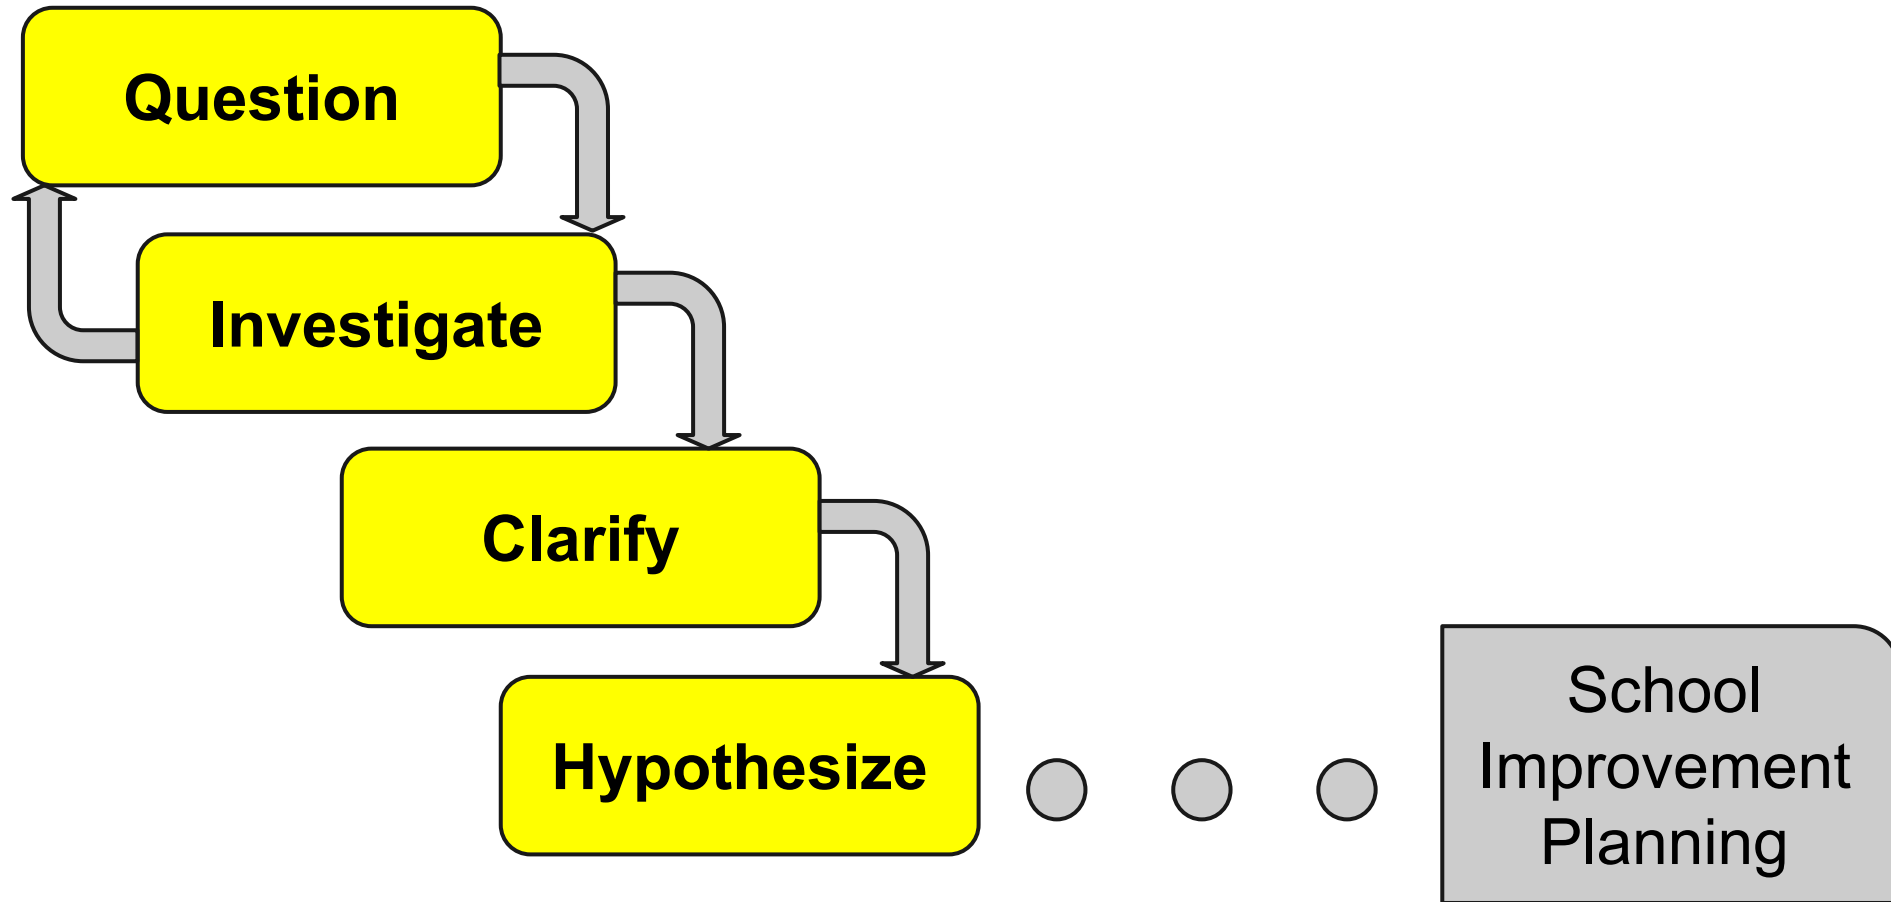 Question
Investigate
Clarify
Hypothesize
School
Improvement
Planning